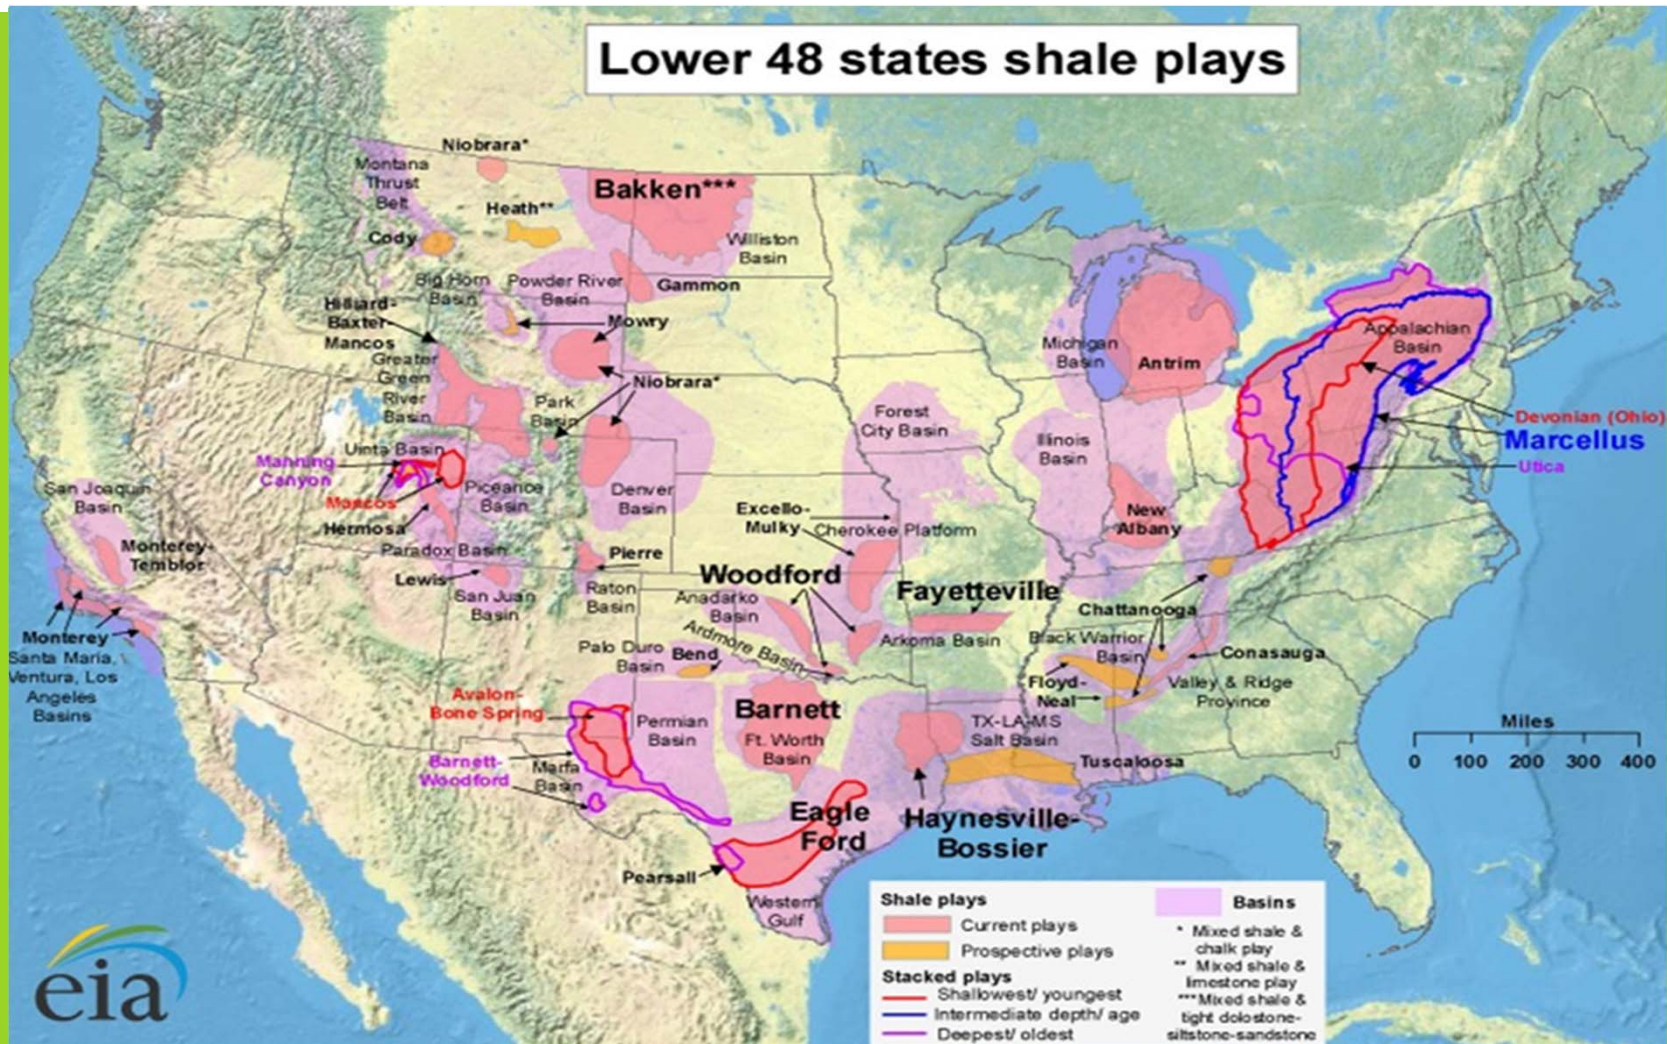 Lower 48 states shale plays
Niobrara*
Montana
Thrust
Belt
Bakken***
Heath**
Cody
Williston
Basin
Big Horn
Basin
Powder River
Basin
Gammon
Hilliard-
Baxter-
Mancos
Mowry
Greater
Green
River
Basin
Niobrara*
Park
Basin
Michigan
Basin
Antrim
Appalachian
Basin
Devonian (Ohio)
Marcellus
Utica
Forest
City Basin
Illinois
Basin
Uinta Basin
Manning
Canyon
Mancos
Piceance
Basin
Denver
Basin
San Joaquin
Basin
Hermosa
Excello-
Mulky
Cherokee Platform
New
Albany
Monterey-
Temblor
Paradox Basin
Pierre
Lewis
San Juan
Basin
Raton
Basin
Woodford
Anadarko
Basin
Fayetteville
Chattanooga
Monterey
Santa Maria,
Ventura, Los
Angeles
Basins
Palo Duro
Basin
Bend
Ardmore Basin
Arkoma Basin
Black Warrior
Basin
Conasauga
Floyd-
Neal
Valley & Ridge
Province
Avalon-
Bone Spring
Permian
Basin
Barnett
Ft. Worth
Basin
TX-LA-MS
Salt Basin
Tuscaloosa
Barnett-
Woodford
Marfa
Basin
Eagle
Ford
Haynesville-
Bossier
Pearsall
Western
Gulf
Miles
0 100 200 300 400
Shale plays
Current plays
Prospective plays
Stacked plays
Shallowest/ youngest
Intermediate depth/ age
Deepest/ oldest
Basins
* Mixed shale &
chalk play
** Mixed shale &
limestone play
***Mixed shale &
tight dolostone-
siltstone-sandstone
eia